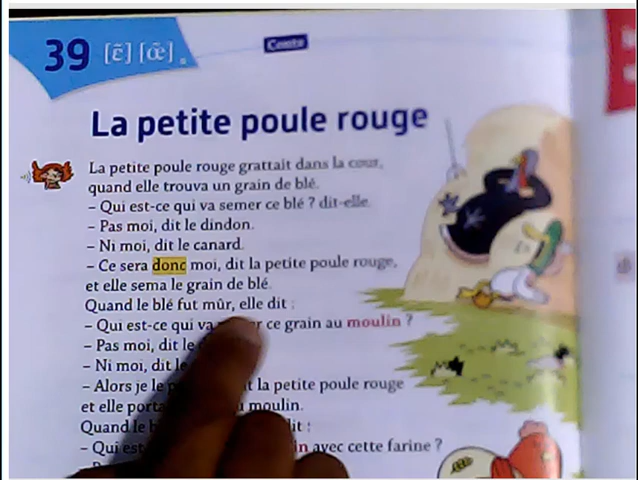 39 [ɛ̃] [œ̃].
Conte
La petite poule rouge
La petite poule rouge grattait dans la cour,
quand elle trouva un grain de blé.
– Qui est-ce qui va semer ce blé ? dit-elle.
– Pas moi, dit le dindon.
– Ni moi, dit le canard.
– Ce sera donc moi, dit la petite poule rouge,
et elle sema le grain de blé.
Quand le blé fut mûr, elle dit :
– Qui est-ce qui va ce grain au moulin ?
– Pas moi, dit le
– Ni moi, dit le
– Alors je le la petite poule rouge
et elle moulin.
Quand le
– Qui avec cette farine ?